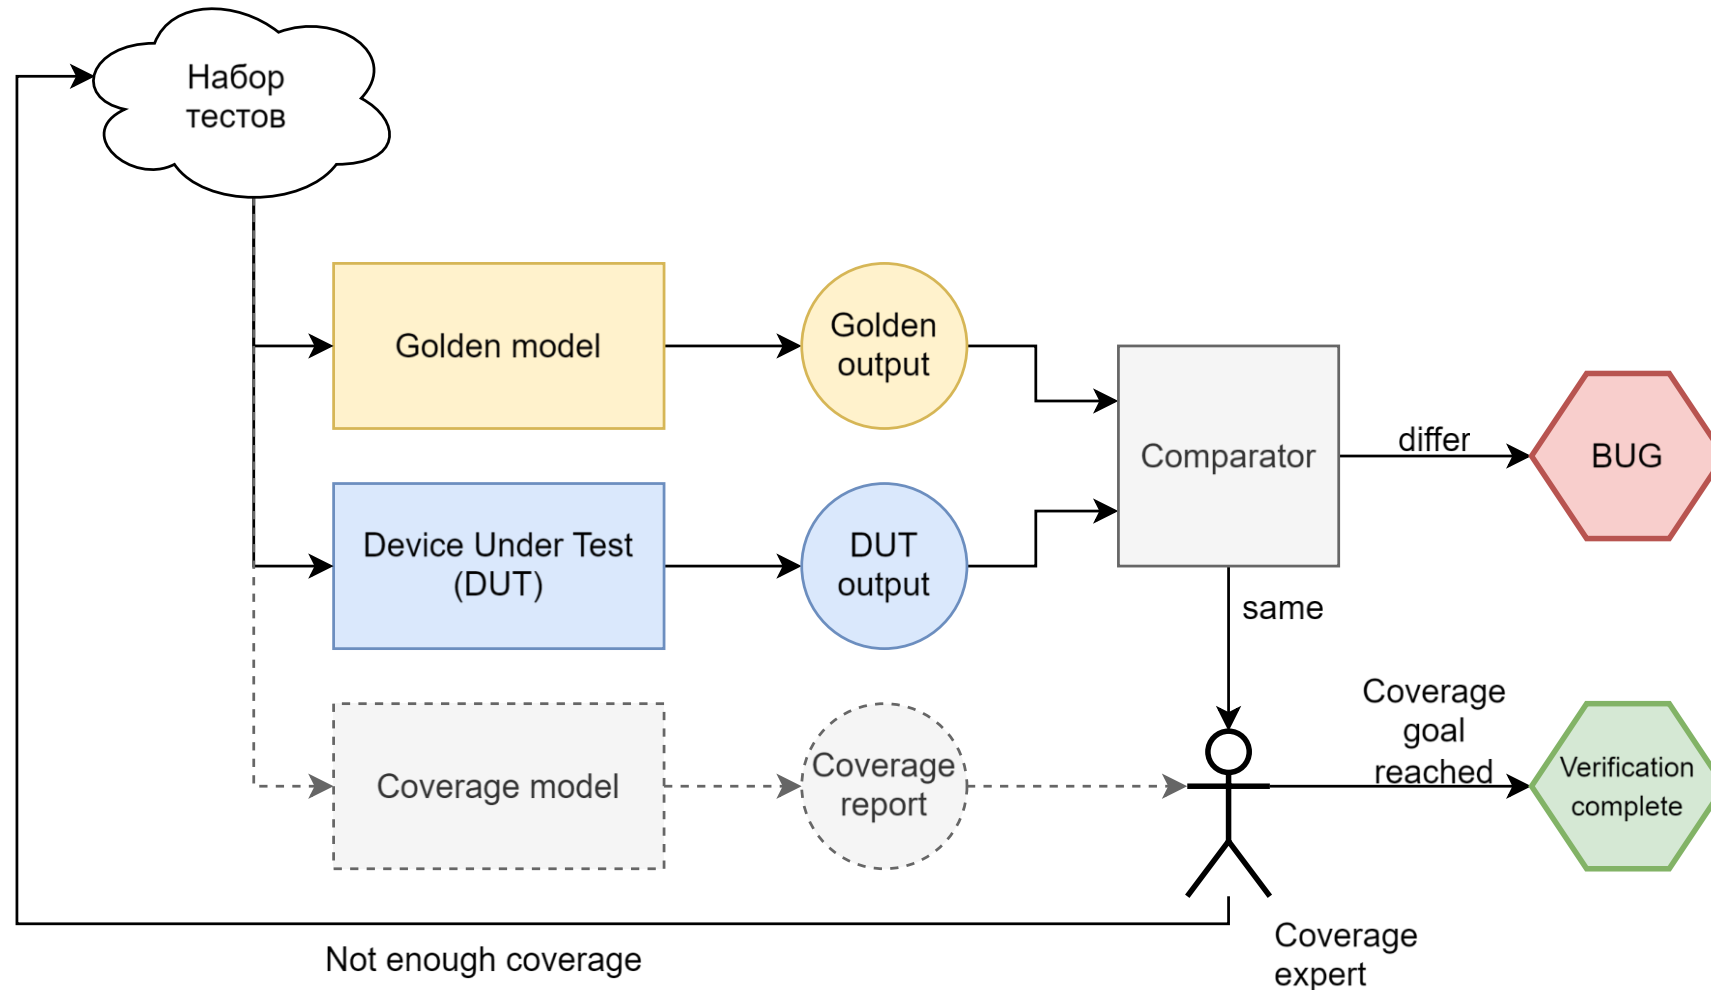 Набор
тестов
Golden model
Golden
output
Comparator
differ
BUG
Device Under Test
(DUT)
DUT
output
same
Coverage model
Coverage
report
Coverage
goal
reached
Verification
complete
Not enough coverage
Coverage
expert